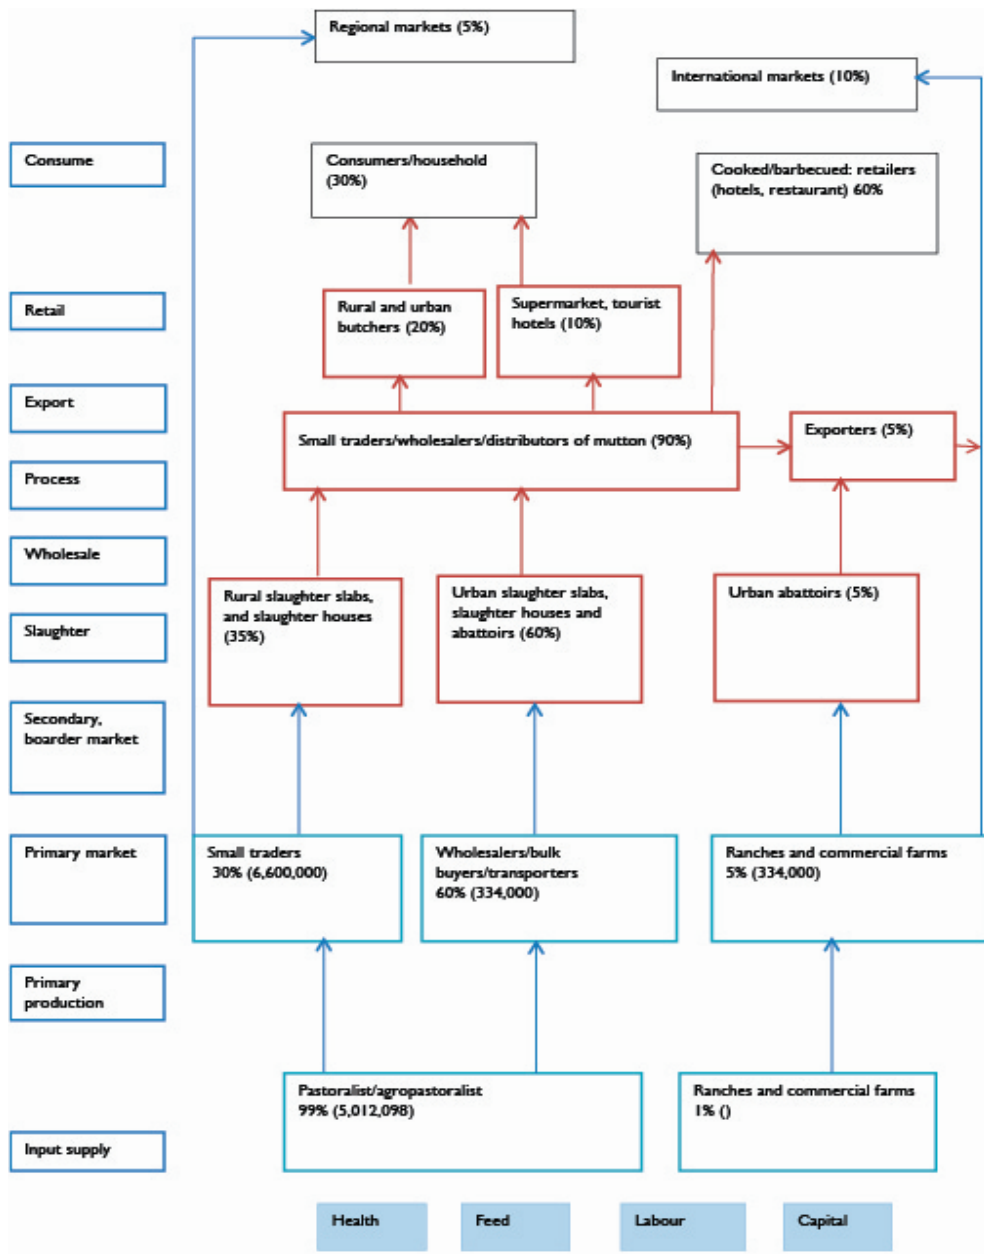 Regional markets (5%)
International markets (10%)
Consume
Consumers/household
(30%)
Cooked/barbecued: retailers
(hotels, restaurant) 60%
Retail
Rural and urban
butchers (20%)
Supermarket, tourist
hotels (10%)
Export
Small traders/wholesalers/distributors of mutton (90%)
Exporters (5%)
Process
Wholesale
Rural slaughter slabs,
and slaughter houses
(35%)
Urban slaughter slabs,
slaughter houses and
abattoirs (60%)
Urban abattoirs (5%)
Slaughter
Secondary,
boarder market
Primary market
Small traders
30% (6,600,000)
Wholesalers/bulk
buyers/transporters
60% (334,000)
Ranches and commercial farms
5% (334,000)
Primary
production
Pastoralist/agropastoralist
99% (5,012,098)
Ranches and commercial farms
1% ()
Input supply
Health
Feed
Labour
Capital